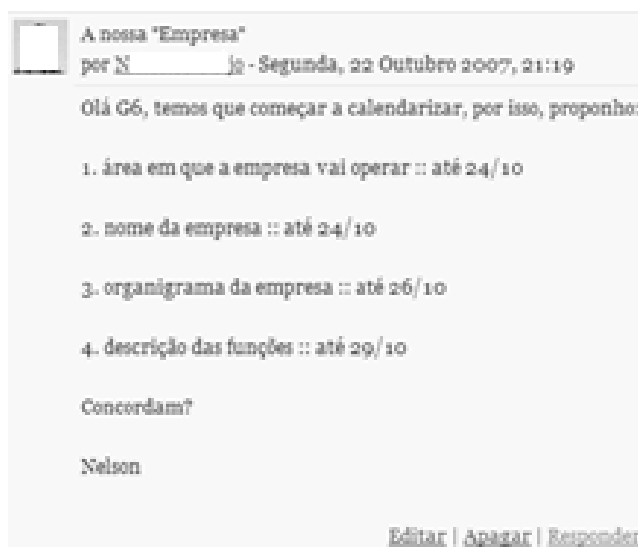 A nossa "Empresa"
por N jo - Segunda, 22 Outubro 2007, 21:19
Olá G6, temos que começar a calendarizar, por isso, proponho:
1. área em que a empresa vai operar :: até 24/10
2. nome da empresa :: até 24/10
3. organigrama da empresa :: até 26/10
4. descrição das funções :: até 29/10
Concordam?
Nelson
Editar | Apagar | Responder